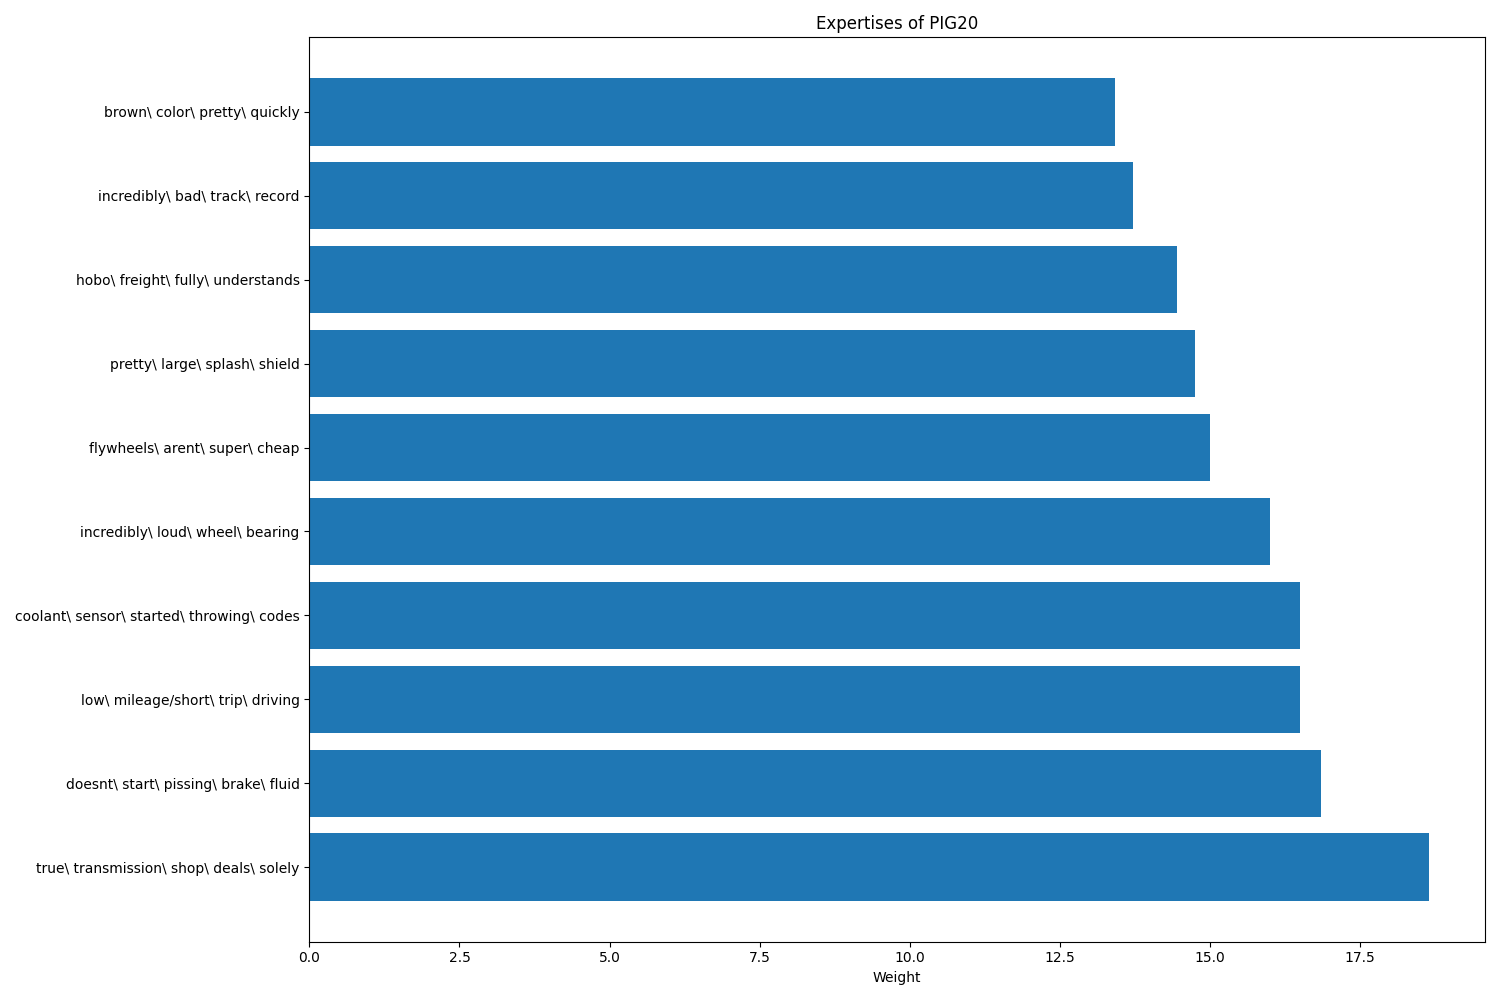 Expertises of PIG20
brown\ color\ pretty\ quickly
incredibly\ bad\ track\ record
hobo\ freight\ fully\ understands
pretty\ large\ splash\ shield
flywheels\ arent\ super\ cheap
incredibly\ loud\ wheel\ bearing
coolant\ sensor\ started\ throwing\ codes
low\ mileage/short\ trip\ driving
doesnt\ start\ pissing\ brake\ fluid
true\ transmission\ shop\ deals\ solely
0.0 2.5 5.0 7.5 10.0 12.5 15.0 17.5
Weight